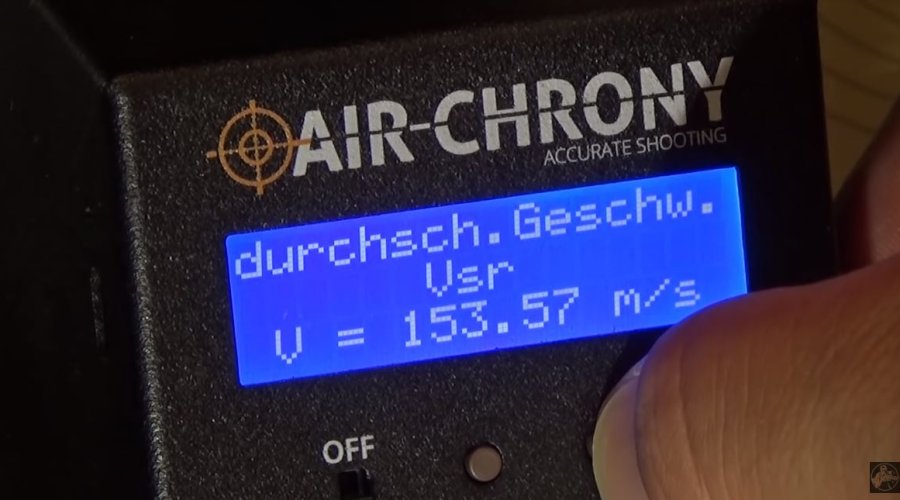 AIR-CHRONY
ACCURATE SHOOTING
durchsch.Geschw.
Vsr
V = 153.57 m/s
OFF